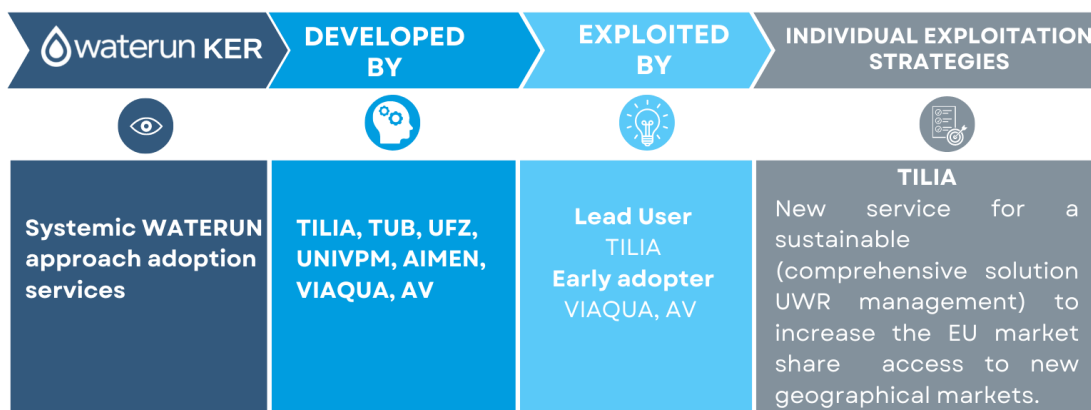 waterun KER
DEVELOPED
BY
EXPLOITED
BY
INDIVIDUAL EXPLOITATION
STRATEGIES
Systemic WATERUN
approach adoption
services
TILIA, TUB, UFZ,
UNIVPM, AIMEN,
VIAQUA, AV
Lead User
TILIA
Early adopter
VIAQUA, AV
TILIA
New service for a
sustainable
(comprehensive solution
UWR management) to
increase the EU market
share access to new
geographical markets.